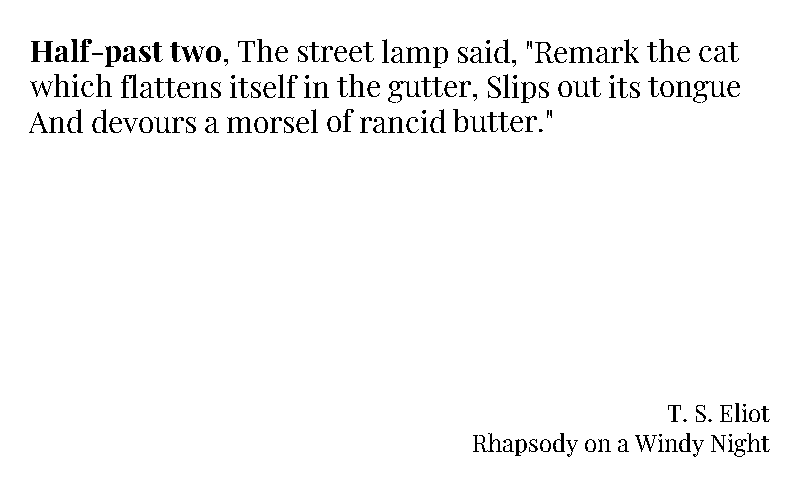 Half-past two, The street lamp said, "Remark the cat
which flattens itself in the gutter, Slips out its tongue
And devours a morsel of rancid butter."
T. S. Eliot
Rhapsody on a Windy Night